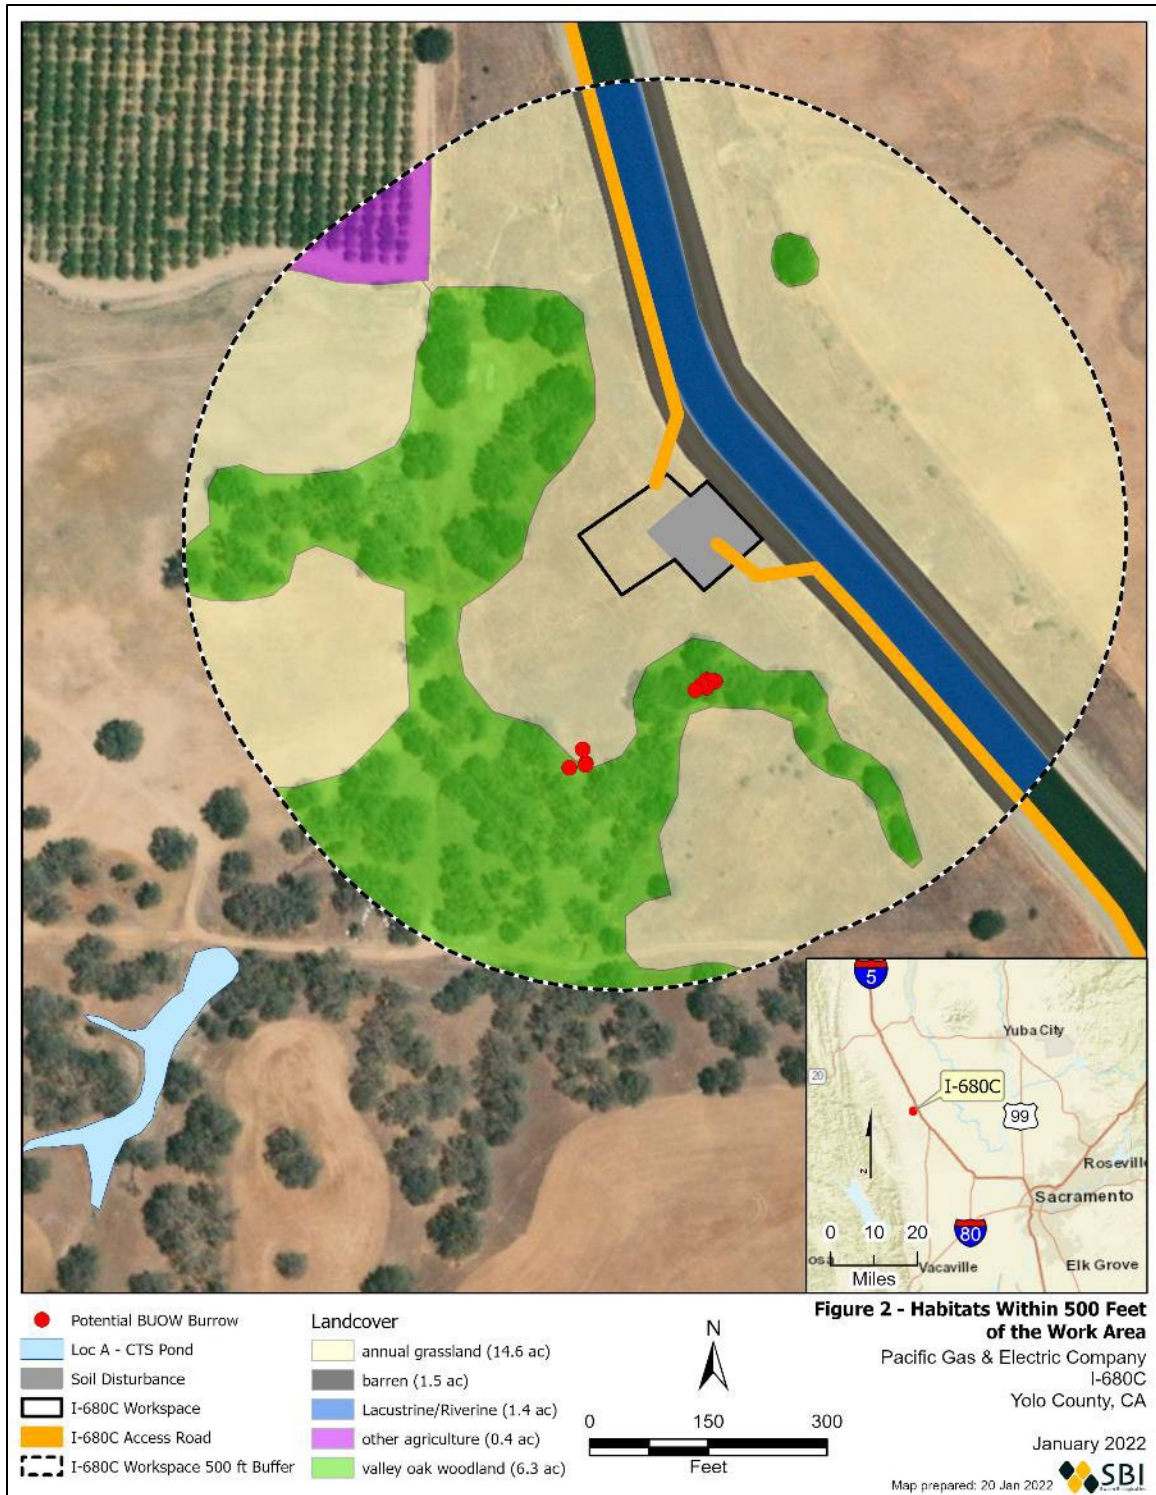 5
Yuba City
20
I-680C
99
Roseville
Sacramento
z
0 10 20
Miles
80
osa
Vacaville
Elk Grove
Potential BUOW Burrow
Loc A - CTS Pond
Soil Disturbance
I-680C Workspace
I-680C Access Road
I-680C Workspace 500 ft Buffer
Landcover
annual grassland (14.6 ac)
barren (1.5 ac)
Lacustrine/Riverine (1.4 ac)
other agriculture (0.4 ac)
valley oak woodland (6.3 ac)
N
0 150 300
Feet
Figure 2 - Habitats Within 500 Feet
of the Work Area
Pacific Gas & Electric Company
I-680C
Yolo County, CA
January 2022
Map prepared: 20 Jan 2022
SBI